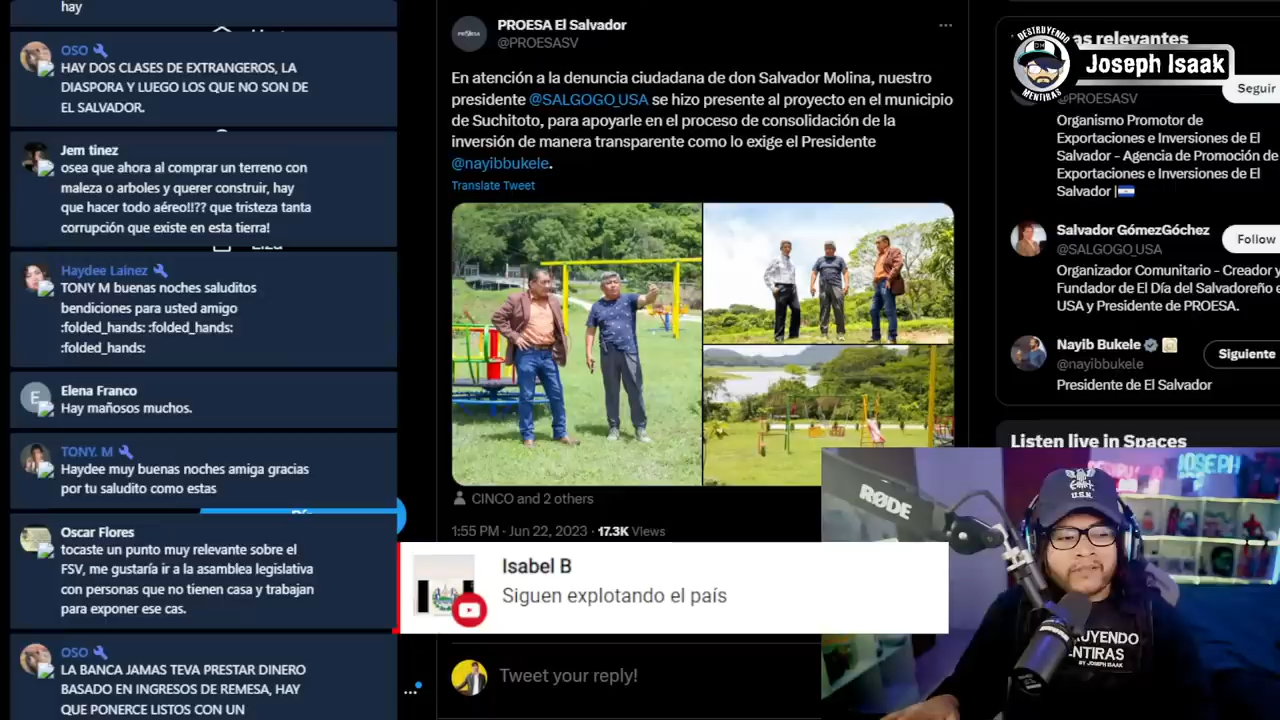 hay
OSO
HAY DOS CLASES DE EXTRANGEROS, LA
DIASPORA Y LUEGO LOS QUE NO SON DE
EL SALVADOR.
Jem tinez
osea que ahora al comprar un terreno con
maleza o arboles y querer construir, hay
que hacer todo aéreo!!?? que tristeza tanta
corrupción que existe en esta tierra!
Haydee Lainez
TONY M buenas noches saluditos
bendiciones para usted amigo
:folded_hands: :folded_hands:
:folded_hands:
Elena Franco
E
Hay mañosos muchos.
TONY. M
Haydee muy buenas noches amiga gracias
por tu saludito como estas
Oscar Flores
tocaste un punto muy relevante sobre el
FSV, me gustaría ir a la asamblea legislativa
con personas que no tienen casa y trabajan
para exponer ese cas.
OSO
LA BANCA JAMAS TEVA PRESTAR DINERO
BASADO EN INGRESOS DE REMESA, HAY
QUE PONERCE LISTOS CON UN
PROESA El Salvador
@PROESASV
En atención a la denuncia ciudadana de don Salvador Molina, nuestro
presidente @SALGOGO_USA se hizo presente al proyecto en el municipio
de Suchitoto, para apoyarle en el proceso de consolidación de la
inversión de manera transparente como lo exige el Presidente
@nayibbukele.
Translate Tweet
CINCO and 2 others
1:55 PM · Jun 22, 2023 · 17.3K Views
Isabel B
Siguen explotando el país
Tweet your reply!
as relevantes
DESTRUYENDO
DM
MENTIRAS
Joseph Isaak
Seguir
@PROESASV
Organismo Promotor de
Exportaciones e Inversiones de El
Salvador - Agencia de Promoción de
Exportaciones e Inversiones de El
Salvador |
Salvador GómezGóchez
@SALGOGO_USA
Follow
Organizador Comunitario - Creador y
Fundador de El Día del Salvadoreño e
USA y Presidente de PROESA.
Nayib Bukele
@nayibbukele
Siguiente
Presidente de El Salvador
Listen live in Spaces
RØDE
JOSEPH
RUYENDO
ENTIRAS
BY JOSEPH ISAAK